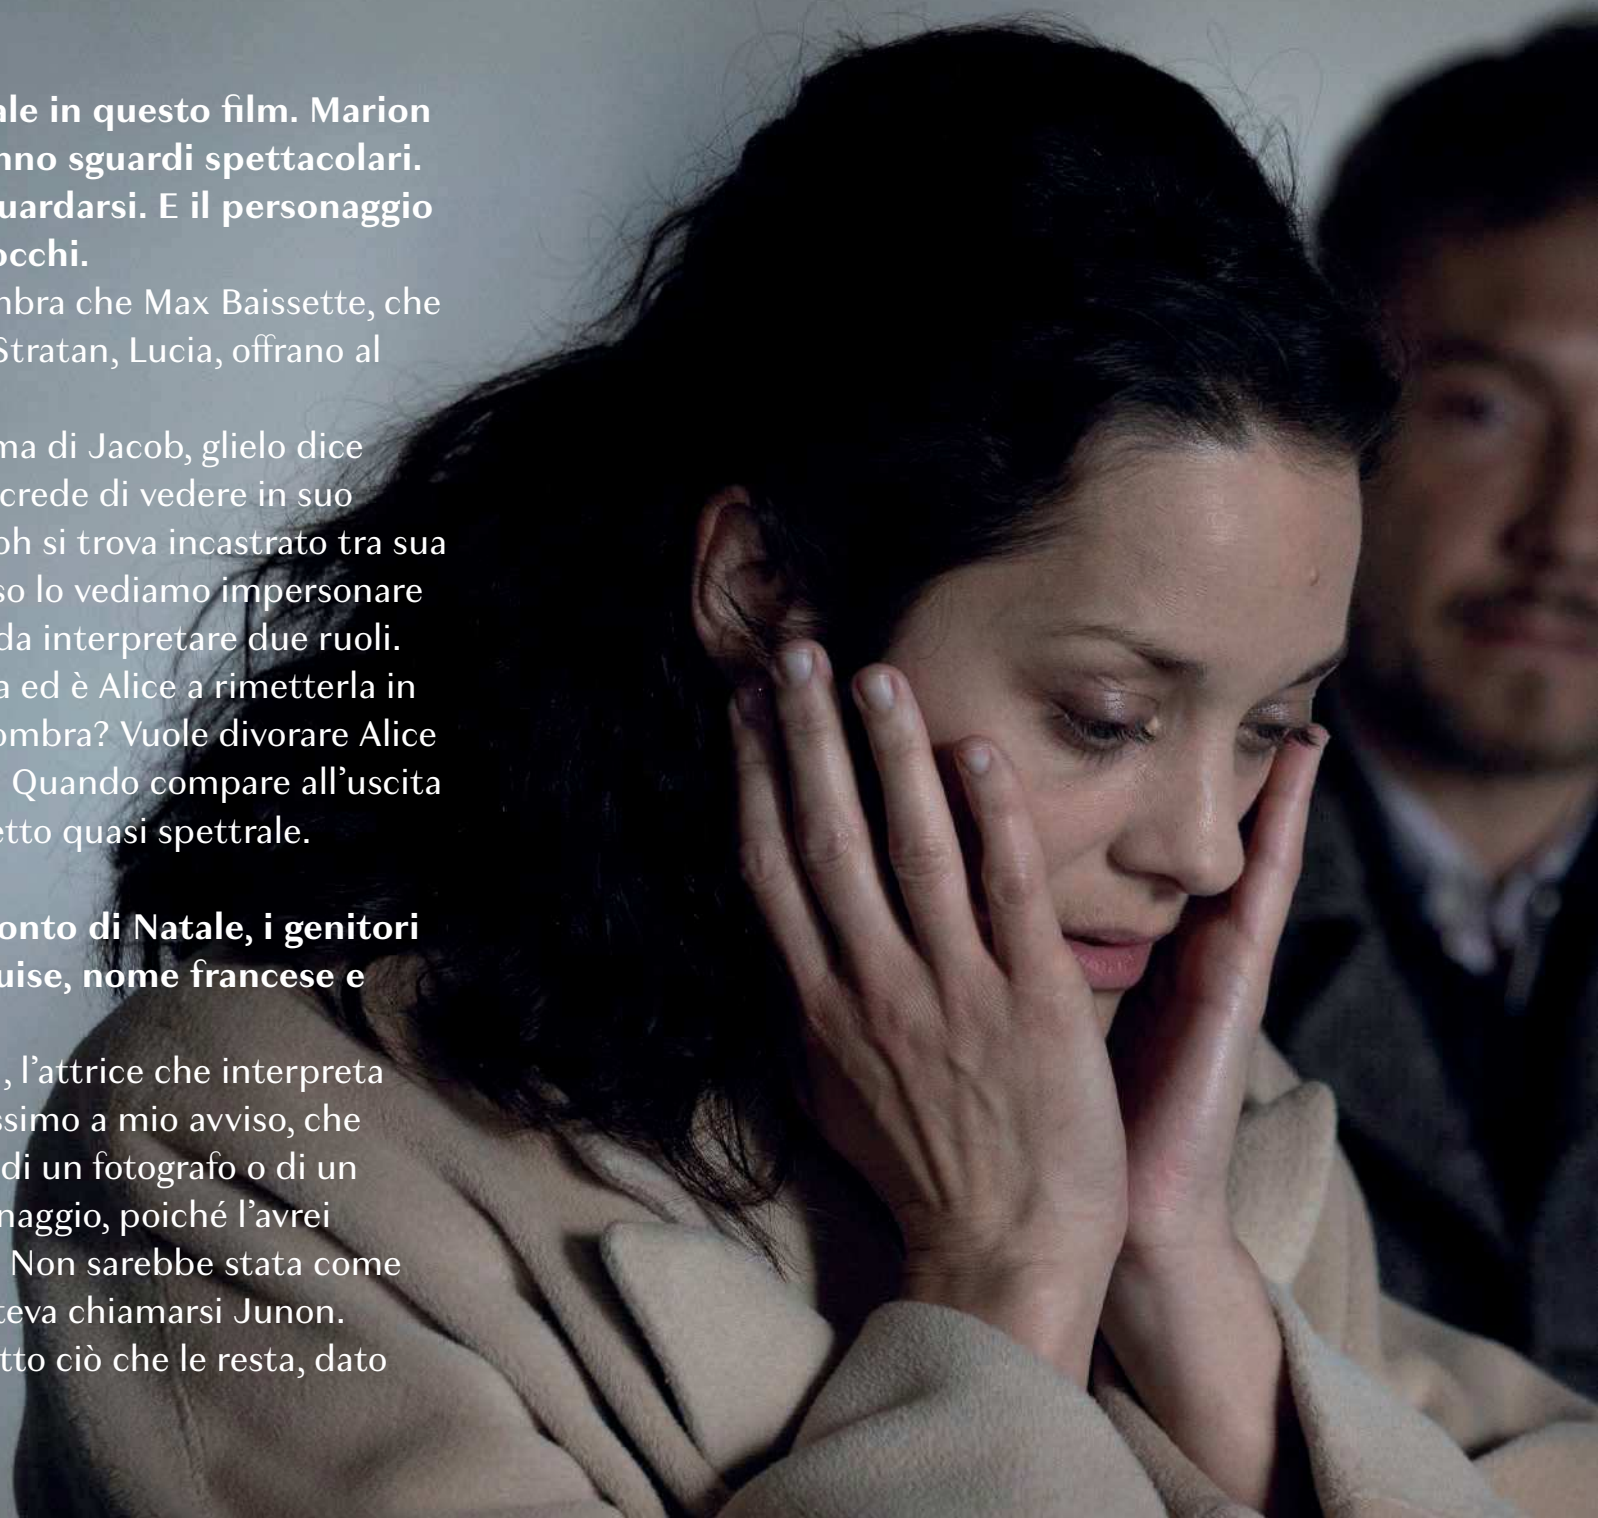 ale in questo film. Marion
nno sguardi spettacolari.
uardarsi. E il personaggio
occhi.
mbra che Max Baissette, che
Stratan, Lucia, offrano al
ma di Jacob, glielo dice
crede di vedere in suo
ph si trova incastrato tra sua
so lo vediamo impersonare
da interpretare due ruoli.
a ed è Alice a rimetterla in
ombra? Vuole divorare Alice
Quando compare all’uscita
etto quasi spettrale.
onto di Natale, i genitori
uise, nome francese e
, l’attrice che interpreta
ssimo a mio avviso, che
di un fotografo o di un
naggio, poiché l’avrei
Non sarebbe stata come
teva chiamarsi Junon.
tto ciò che le resta, dato